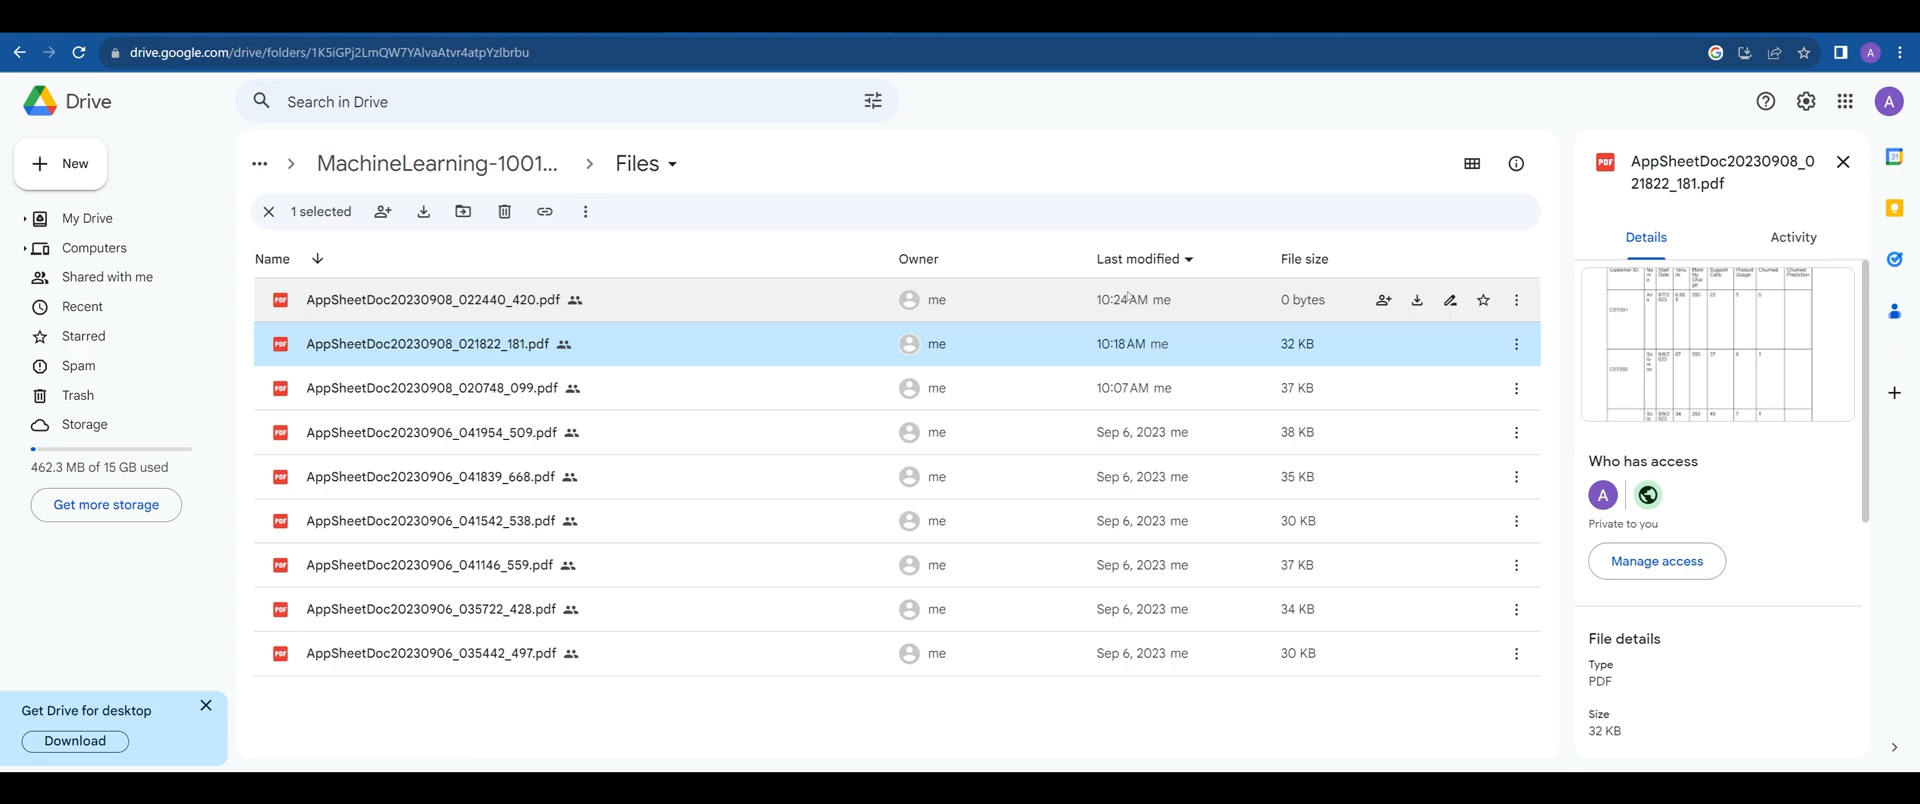 drive.google.com/drive/folders/1K5iGPj2LmQW7YAlvaAtvr4atpYzlbrbu
A
Drive
Search in Drive
A
New
... > MachineLearning-1001... > Files
1 selected
AppSheetDoc20230908_0
21822_181.pdf
Details Activity
My Drive
Computers
Shared with me
Recent
Starred
Spam
Trash
Storage
462.3 MB of 15 GB used
Get more storage
Name Owner Last modified File size
AppSheetDoc20230908_022440_420.pdf me 10:24 AM me 0 bytes
AppSheetDoc20230908_021822_181.pdf me 10:18 AM me 32 KB
AppSheetDoc20230908_020748_099.pdf me 10:07 AM me 37 KB
AppSheetDoc20230906_041954_509.pdf me Sep 6, 2023 me 38 KB
AppSheetDoc20230906_041839_668.pdf me Sep 6, 2023 me 35 KB
AppSheetDoc20230906_041542_538.pdf me Sep 6, 2023 me 30 KB
AppSheetDoc20230906_041146_559.pdf me Sep 6, 2023 me 37 KB
AppSheetDoc20230906_035722_428.pdf me Sep 6, 2023 me 34 KB
AppSheetDoc20230906_035442_497.pdf me Sep 6, 2023 me 30 KB
Who has access
A
Private to you
Manage access
File details
Type
PDF
Size
32 KB
Get Drive for desktop
Download